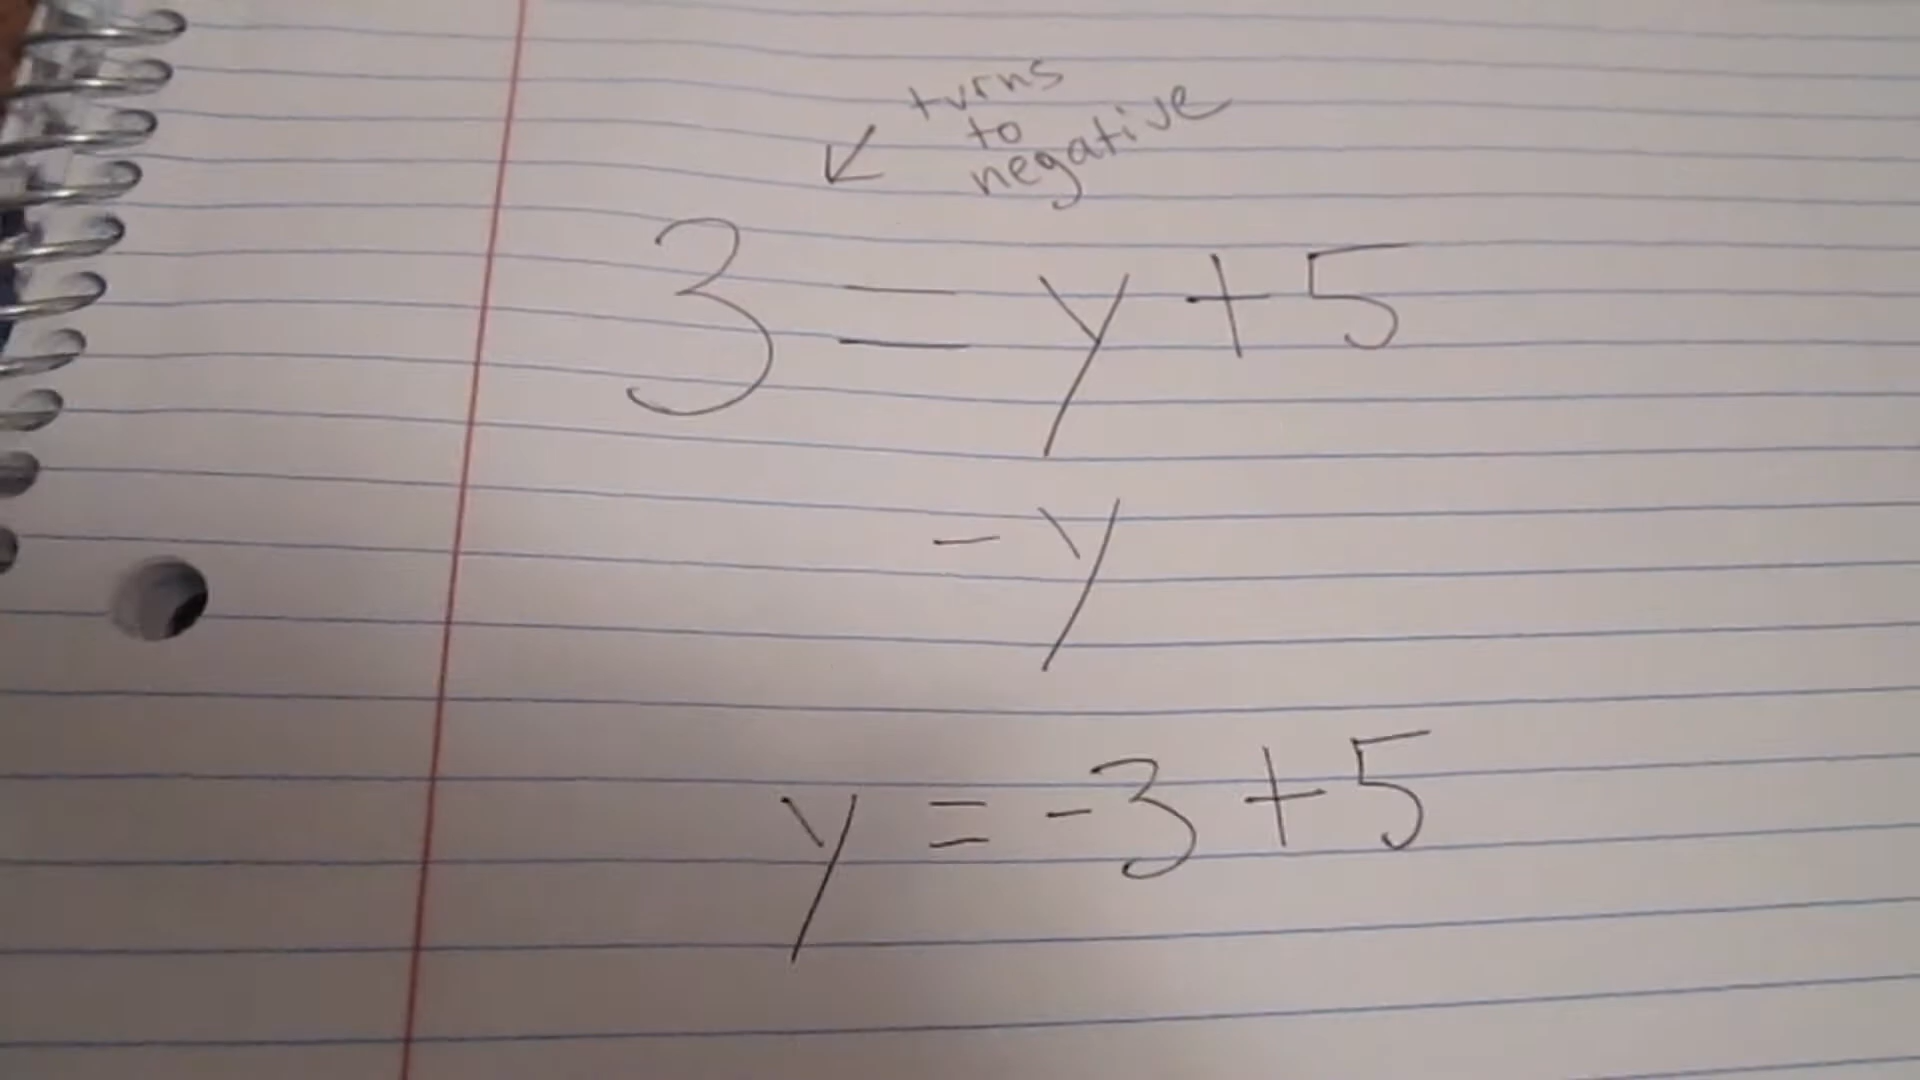 turns
to
negative
3 = y + 5
- y
y = -3 + 5